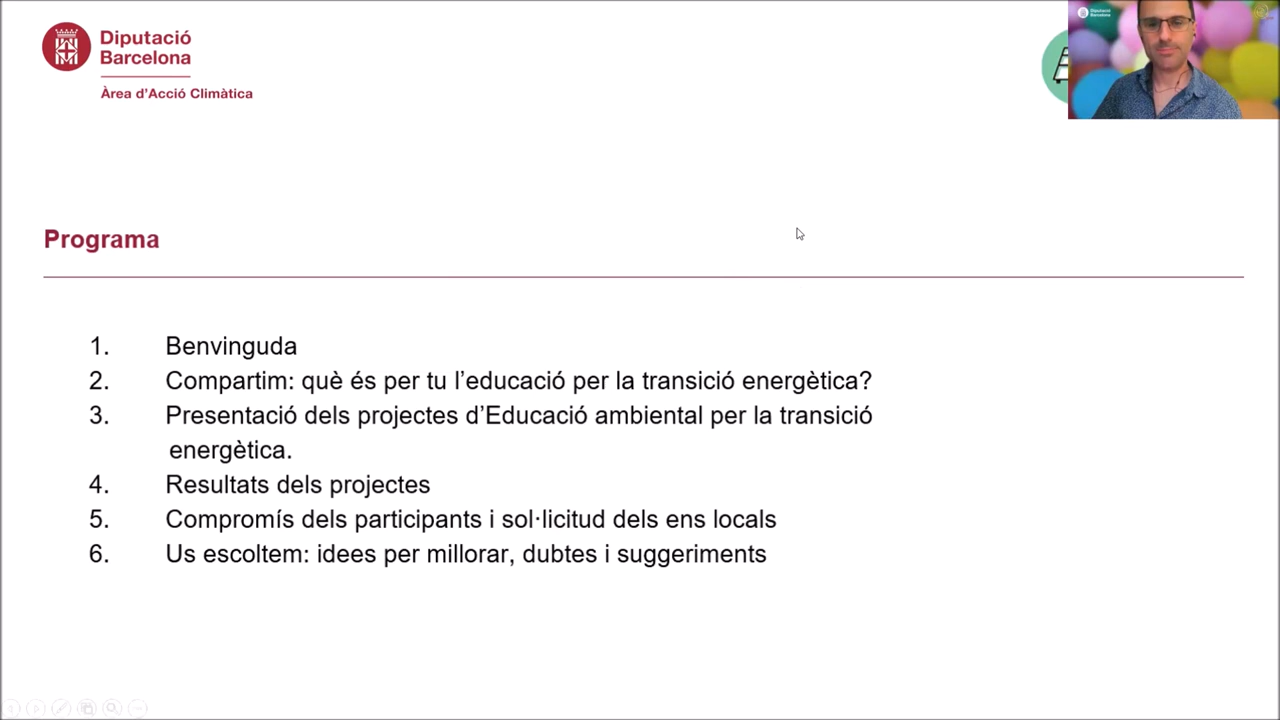 Diputació
Barcelona
Àrea d'Acció Climàtica
Diputació
Barcelona
Programa
1. Benvinguda
2. Compartim: què és per tu l’educació per la transició energètica?
3. Presentació dels projectes d’Educació ambiental per la transició
energètica.
4. Resultats dels projectes
5. Compromís dels participants i sol·licitud dels ens locals
6. Us escoltem: idees per millorar, dubtes i suggeriments